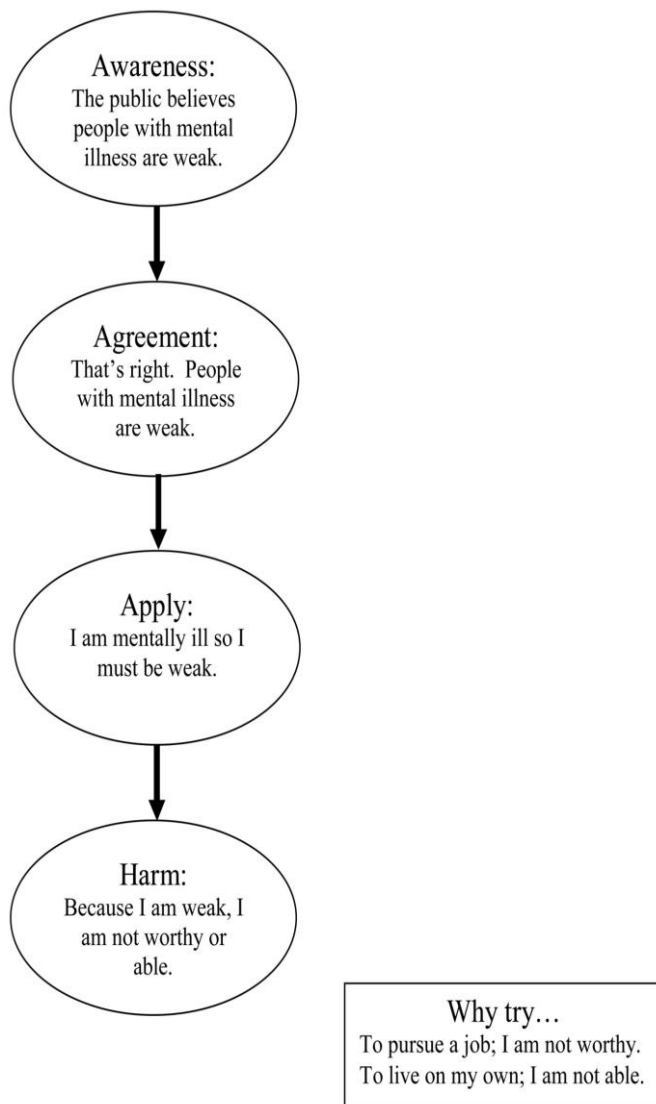 Awareness:
The public believes
people with mental
illness are weak.
Agreement:
That’s right.  People
with mental illness
are weak.
Apply:
I am mentally ill so I
must be weak.
Harm:
Because I am weak, I
am not worthy or
able.
Why try…
To pursue a job; I am not worthy.
To live on my own; I am not able.